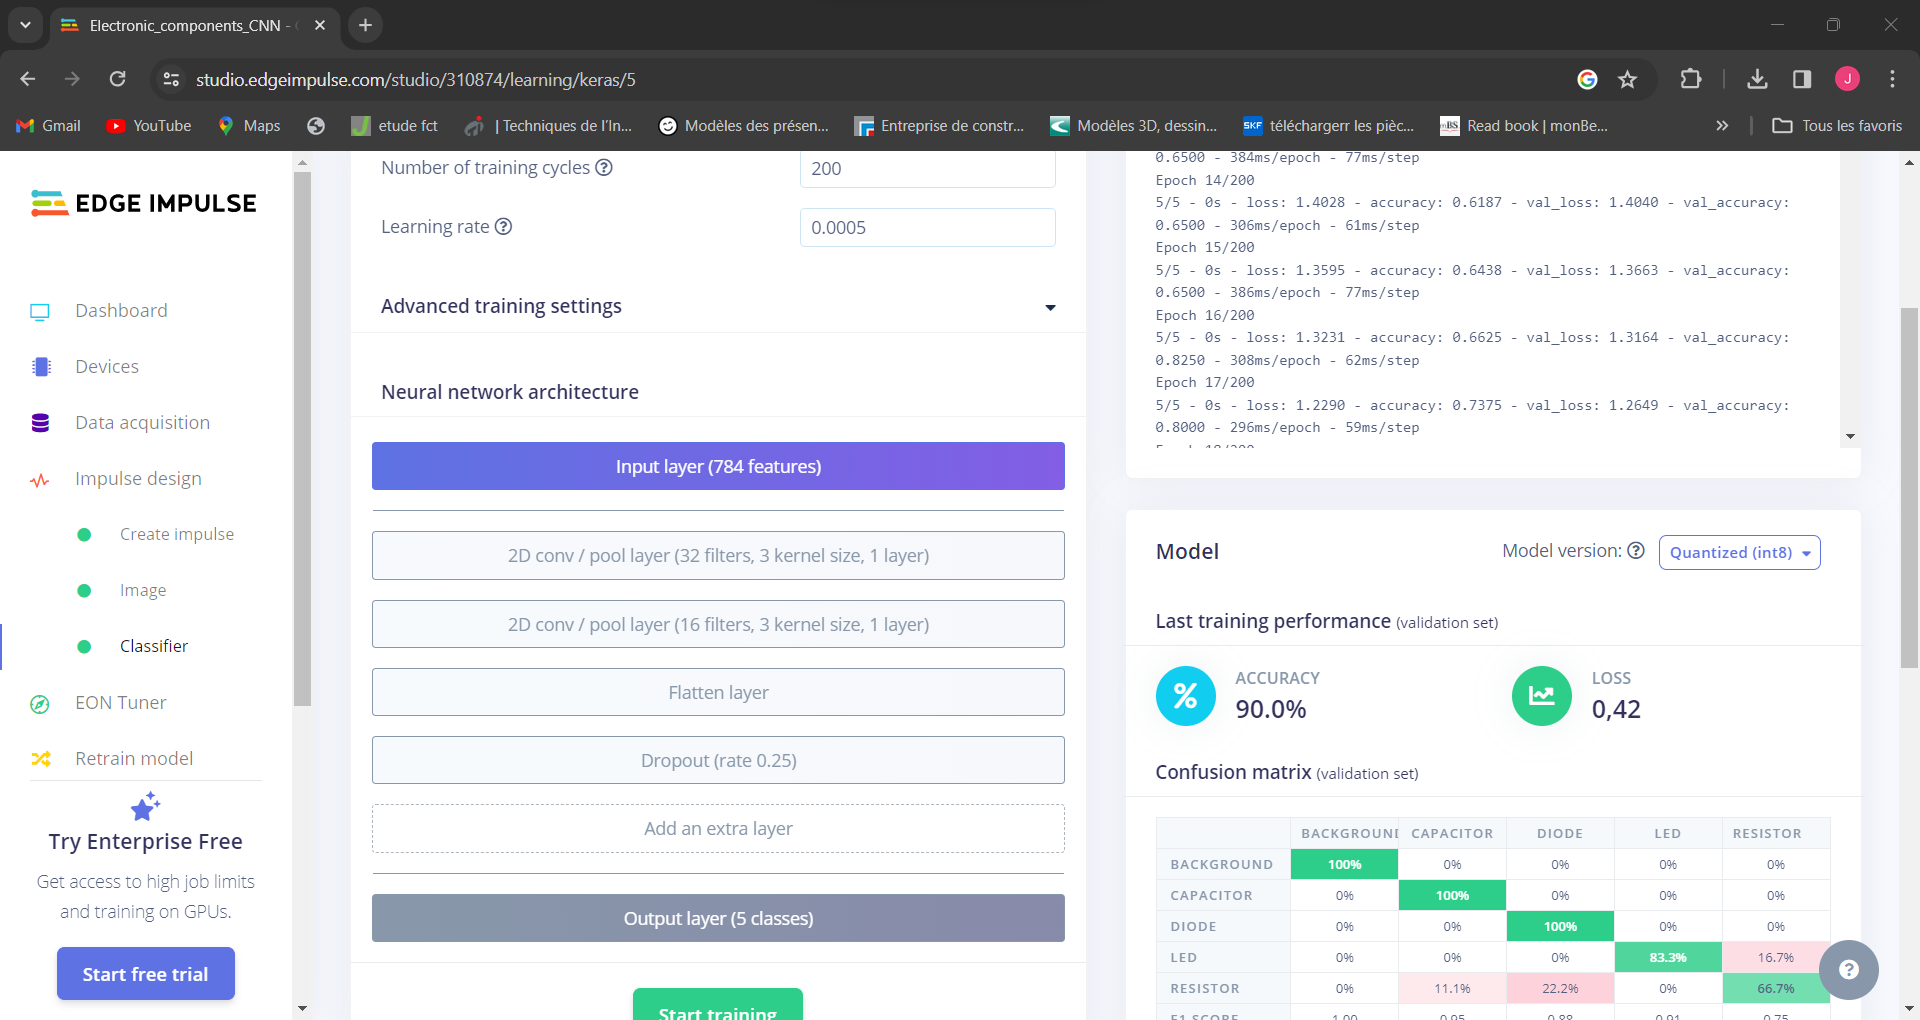 Electronic_components_CNN -
studio.edgeimpulse.com/studio/310874/learning/keras/5
J
Gmail
YouTube
Maps
etude fct
| Techniques de l'In...
Modèles des présen...
Entreprise de constr...
Modèles 3D, dessin...
SKF
téléchargerr les pièc...
Read book | monBe...
»
Tous les favoris
EDGE IMPULSE
Dashboard
Devices
Data acquisition
Impulse design
Create impulse
Image
Classifier
EON Tuner
Retrain model
Try Enterprise Free
Get access to high job limits
and training on GPUs.
Start free trial
Number of training cycles ?
200
Learning rate ?
0.0005
Advanced training settings
Neural network architecture
Input layer (784 features)
2D conv / pool layer (32 filters, 3 kernel size, 1 layer)
2D conv / pool layer (16 filters, 3 kernel size, 1 layer)
Flatten layer
Dropout (rate 0.25)
Add an extra layer
Output layer (5 classes)
Start training
0.6500 - 384ms/epoch - 77ms/step
Epoch 14/200
5/5 - 0s - loss: 1.4028 - accuracy: 0.6187 - val_loss: 1.4040 - val_accuracy:
0.6500 - 306ms/epoch - 61ms/step
Epoch 15/200
5/5 - 0s - loss: 1.3595 - accuracy: 0.6438 - val_loss: 1.3663 - val_accuracy:
0.6500 - 386ms/epoch - 77ms/step
Epoch 16/200
5/5 - 0s - loss: 1.3231 - accuracy: 0.6625 - val_loss: 1.3164 - val_accuracy:
0.8250 - 308ms/epoch - 62ms/step
Epoch 17/200
5/5 - 0s - loss: 1.2290 - accuracy: 0.7375 - val_loss: 1.2649 - val_accuracy:
0.8000 - 296ms/epoch - 59ms/step
Model
Model version: ?
Quantized (int8)
Last training performance (validation set)
%
ACCURACY
90.0%
LOSS
0,42
Confusion matrix (validation set)
BACKGROUND CAPACITOR DIODE LED RESISTOR
BACKGROUND 100% 0% 0% 0% 0%
CAPACITOR 0% 100% 0% 0% 0%
DIODE 0% 0% 100% 0% 0%
LED 0% 0% 0% 83.3% 16.7%
RESISTOR 0% 11.1% 22.2% 0% 66.7%
F1 SCORE 1.00 0.95 0.88 0.91 0.75
?